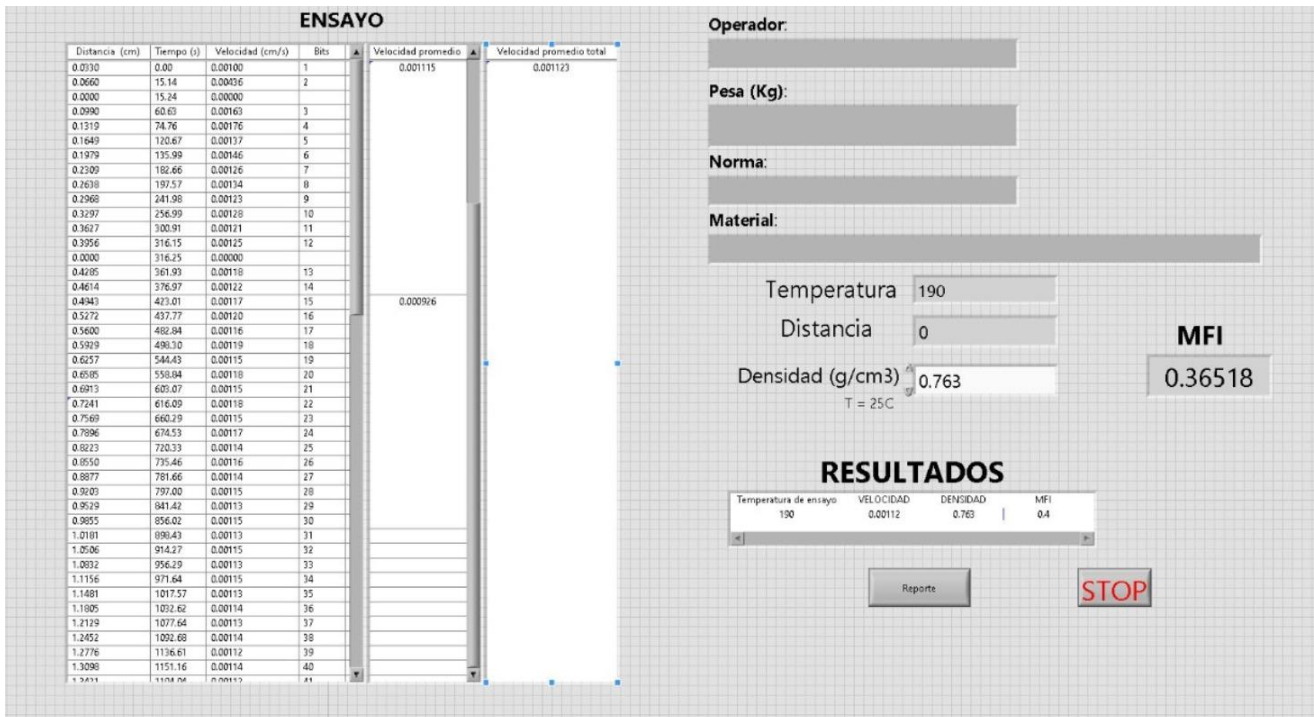 ENSAYO
Distancia (cm) Tiempo (s) Velocidad (cm/s) Bits Velocidad promedio Velocidad promedio total
0.0330 0.00 0.00100 1 0.001115 0.001123
0.0660 15.14 0.00436 2
0.0000 15.24 0.00000
0.0990 60.63 0.00163 3
0.1319 74.76 0.00176 4
0.1649 120.67 0.00137 5
0.1979 135.99 0.00146 6
0.2309 182.66 0.00126 7
0.2638 197.57 0.00134 8
0.2968 241.98 0.00123 9
0.3297 256.99 0.00128 10
0.3627 300.91 0.00121 11
0.3956 316.15 0.00125 12
0.0000 316.25 0.00000
0.4285 361.93 0.00118 13
0.4614 376.97 0.00122 14
0.4943 423.01 0.00117 15 0.000926
0.5272 437.77 0.00120 16
0.5600 482.84 0.00116 17
0.5929 498.30 0.00119 18
0.6257 544.43 0.00115 19
0.6585 558.84 0.00118 20
0.6913 603.07 0.00115 21
0.7241 616.09 0.00118 22
0.7569 660.29 0.00115 23
0.7896 674.53 0.00117 24
0.8223 720.33 0.00114 25
0.8550 735.46 0.00116 26
0.8877 781.66 0.00114 27
0.9203 797.00 0.00115 28
0.9529 841.42 0.00113 29
0.9855 856.02 0.00115 30
1.0181 898.43 0.00113 31
1.0506 914.27 0.00115 32
1.0832 956.29 0.00113 33
1.1156 971.64 0.00115 34
1.1481 1017.57 0.00113 35
1.1805 1032.62 0.00114 36
1.2129 1077.64 0.00113 37
1.2452 1092.68 0.00114 38
1.2776 1136.61 0.00112 39
1.3098 1151.16 0.00114 40
Operador:
Pesa (Kg):
Norma:
Material:
Temperatura 190
Distancia 0
Densidad (g/cm3) 0.763
T = 25C
MFI
0.36518
RESULTADOS
Temperatura de ensayo VELOCIDAD DENSIDAD MFI
190 0.00112 0.763 0.4
Reporte
STOP